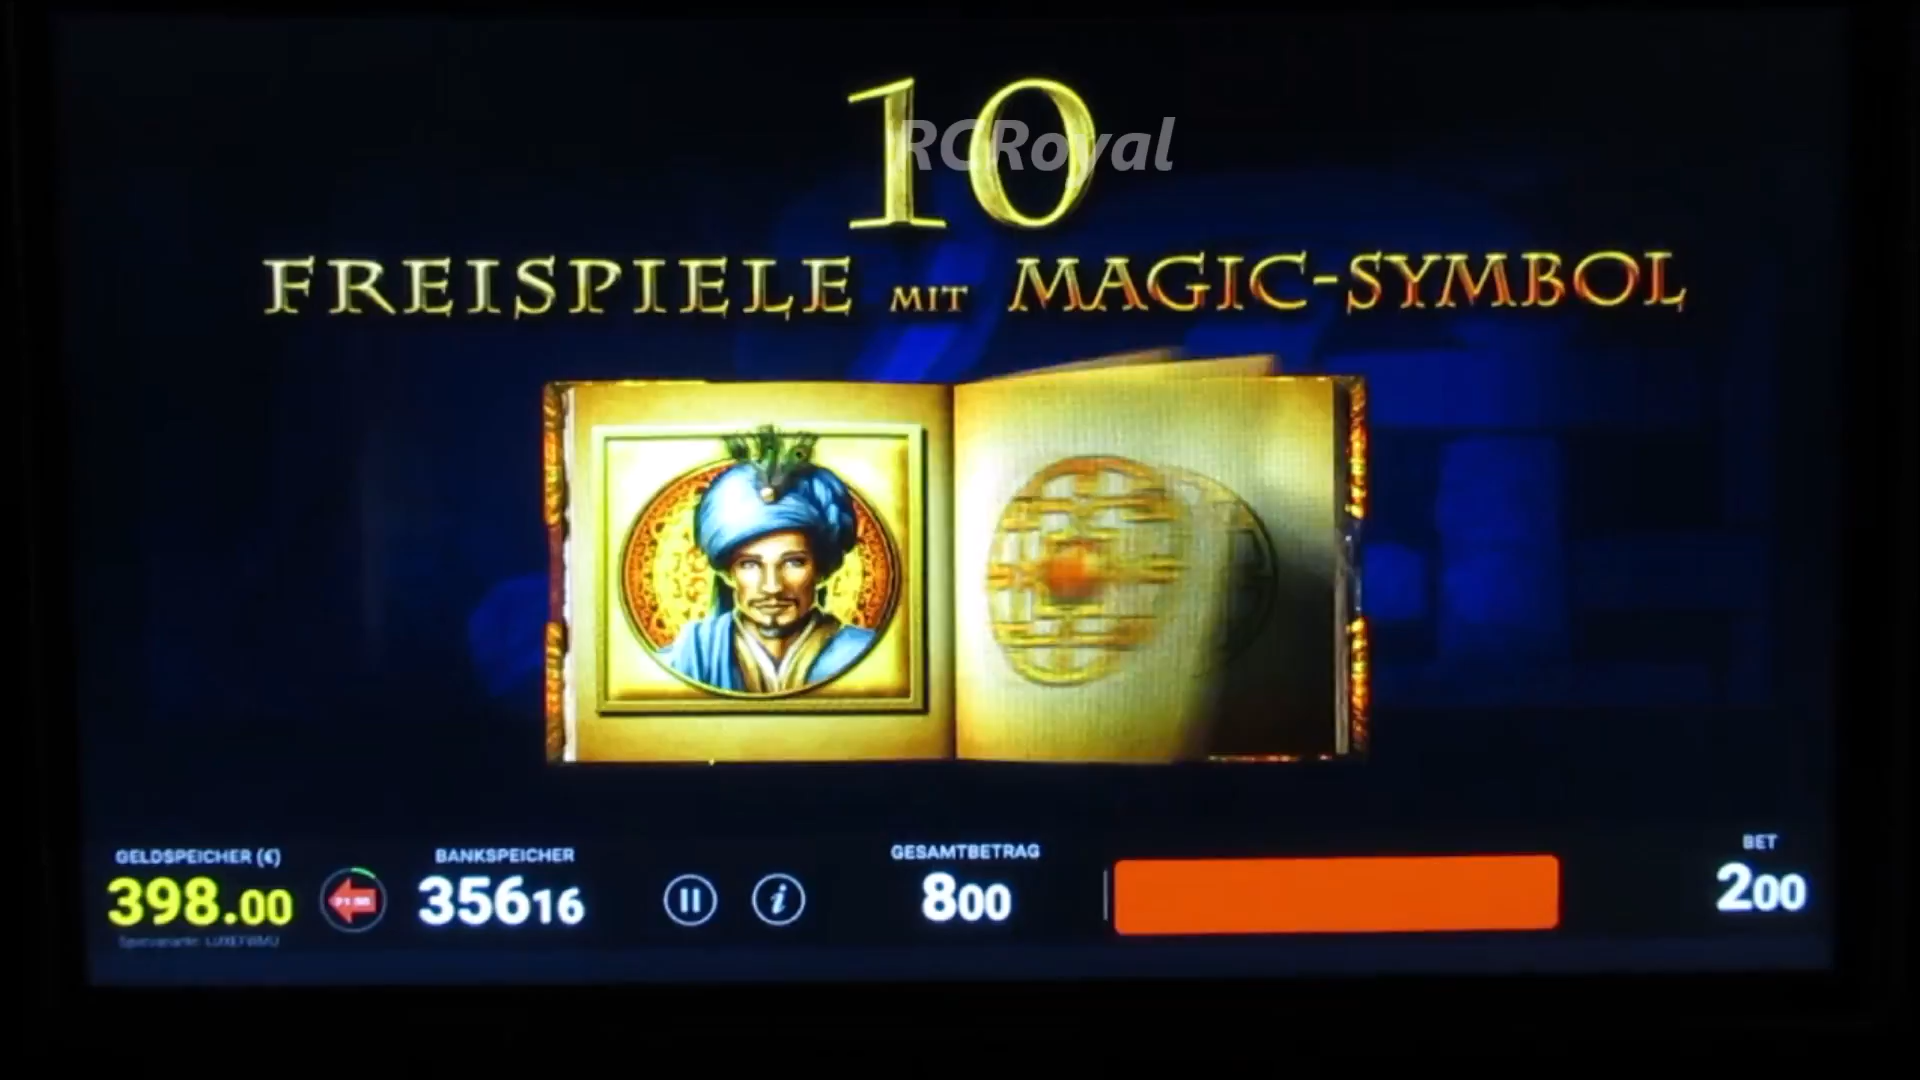 10
RCRoyal
FREISPIELE MIT MAGIC-SYMBOL
GELDSPEICHER (€)
398.00
BANKSPEICHER
35616
GESAMTBETRAG
800
BET
200